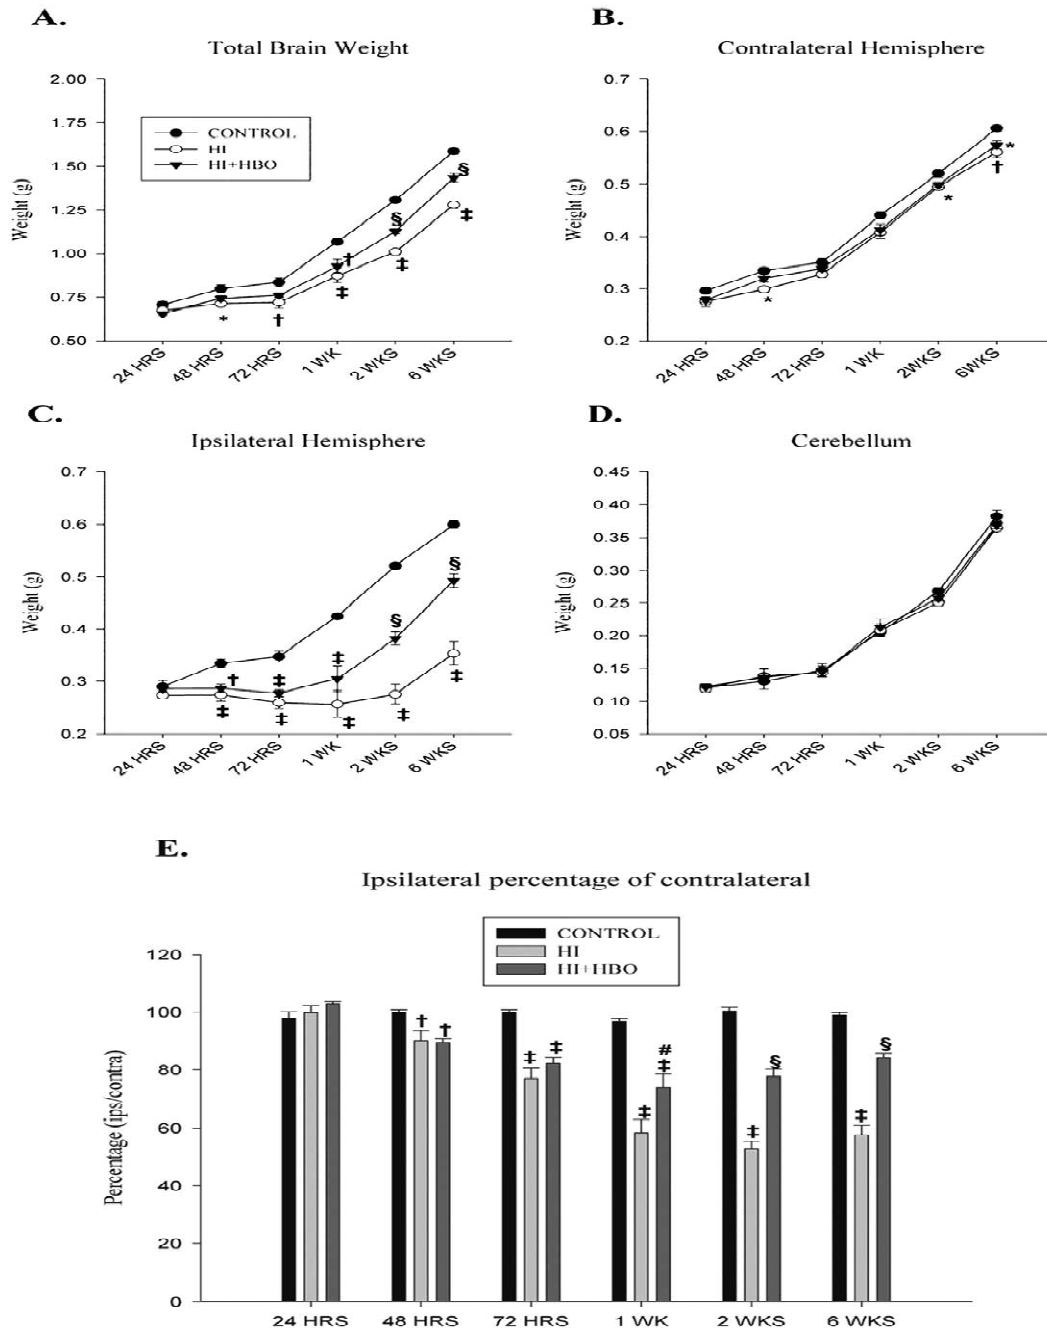 A.
Total Brain Weight
2.00
1.75
1.50
1.25
1.00
0.75
0.50
Weight (g)
CONTROL
HI
HI+HBO
§
‡
§
‡
†
‡
*
†
24 HRS
48 HRS
72 HRS
1 WK
2 WKS
6 WKS
B.
Contralateral Hemisphere
0.7
0.6
0.5
0.4
0.3
0.2
Weight (g)
*
†
*
*
24 HRS
48 HRS
72 HRS
1 WK
2WKS
6WKS
C.
Ipsilateral Hemisphere
0.7
0.6
0.5
0.4
0.3
0.2
Weight (g)
§
§
‡
† ‡
‡
‡ ‡ ‡ ‡
24 HRS
48 HRS
72 HRS
1 WK
2 WKS
6 WKS
D.
Cerebellum
0.45
0.40
0.35
0.30
0.25
0.20
0.15
0.10
0.05
Weight (g)
24 HRS
48 HRS
72 HRS
1 WK
2 WKS
6 WKS
E.
Ipsilateral percentage of contralateral
CONTROL
HI
HI+HBO
120
100
80
60
40
20
0
Percentage (ips/contra)
† †
‡ ‡
‡ # ‡
‡ §
‡ §
24 HRS 48 HRS 72 HRS 1 WK 2 WKS 6 WKS